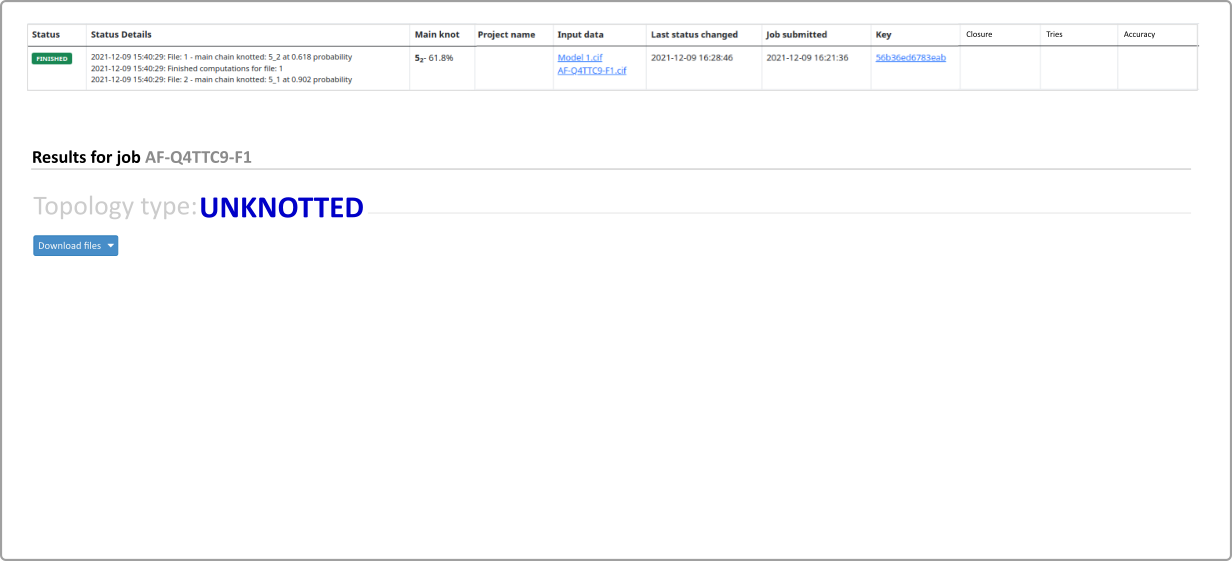 Status Status Details Main knot Project name Input data Last status changed Job submitted Key Closure Tries Accuracy
FINISHED 2021-12-09 15:40:29: File: 1 - main chain knotted: 5_2 at 0.618 probability 5₂- 61.8% Model 1.cif 2021-12-09 16:28:46 2021-12-09 16:21:36 56b36ed6783eab
2021-12-09 15:40:29: Finished computations for file: 1 AF-Q4TTC9-F1.cif
2021-12-09 15:40:29: File: 2 - main chain knotted: 5_1 at 0.902 probability
Results for job AF-Q4TTC9-F1
Topology type: UNKNOTTED
Download files